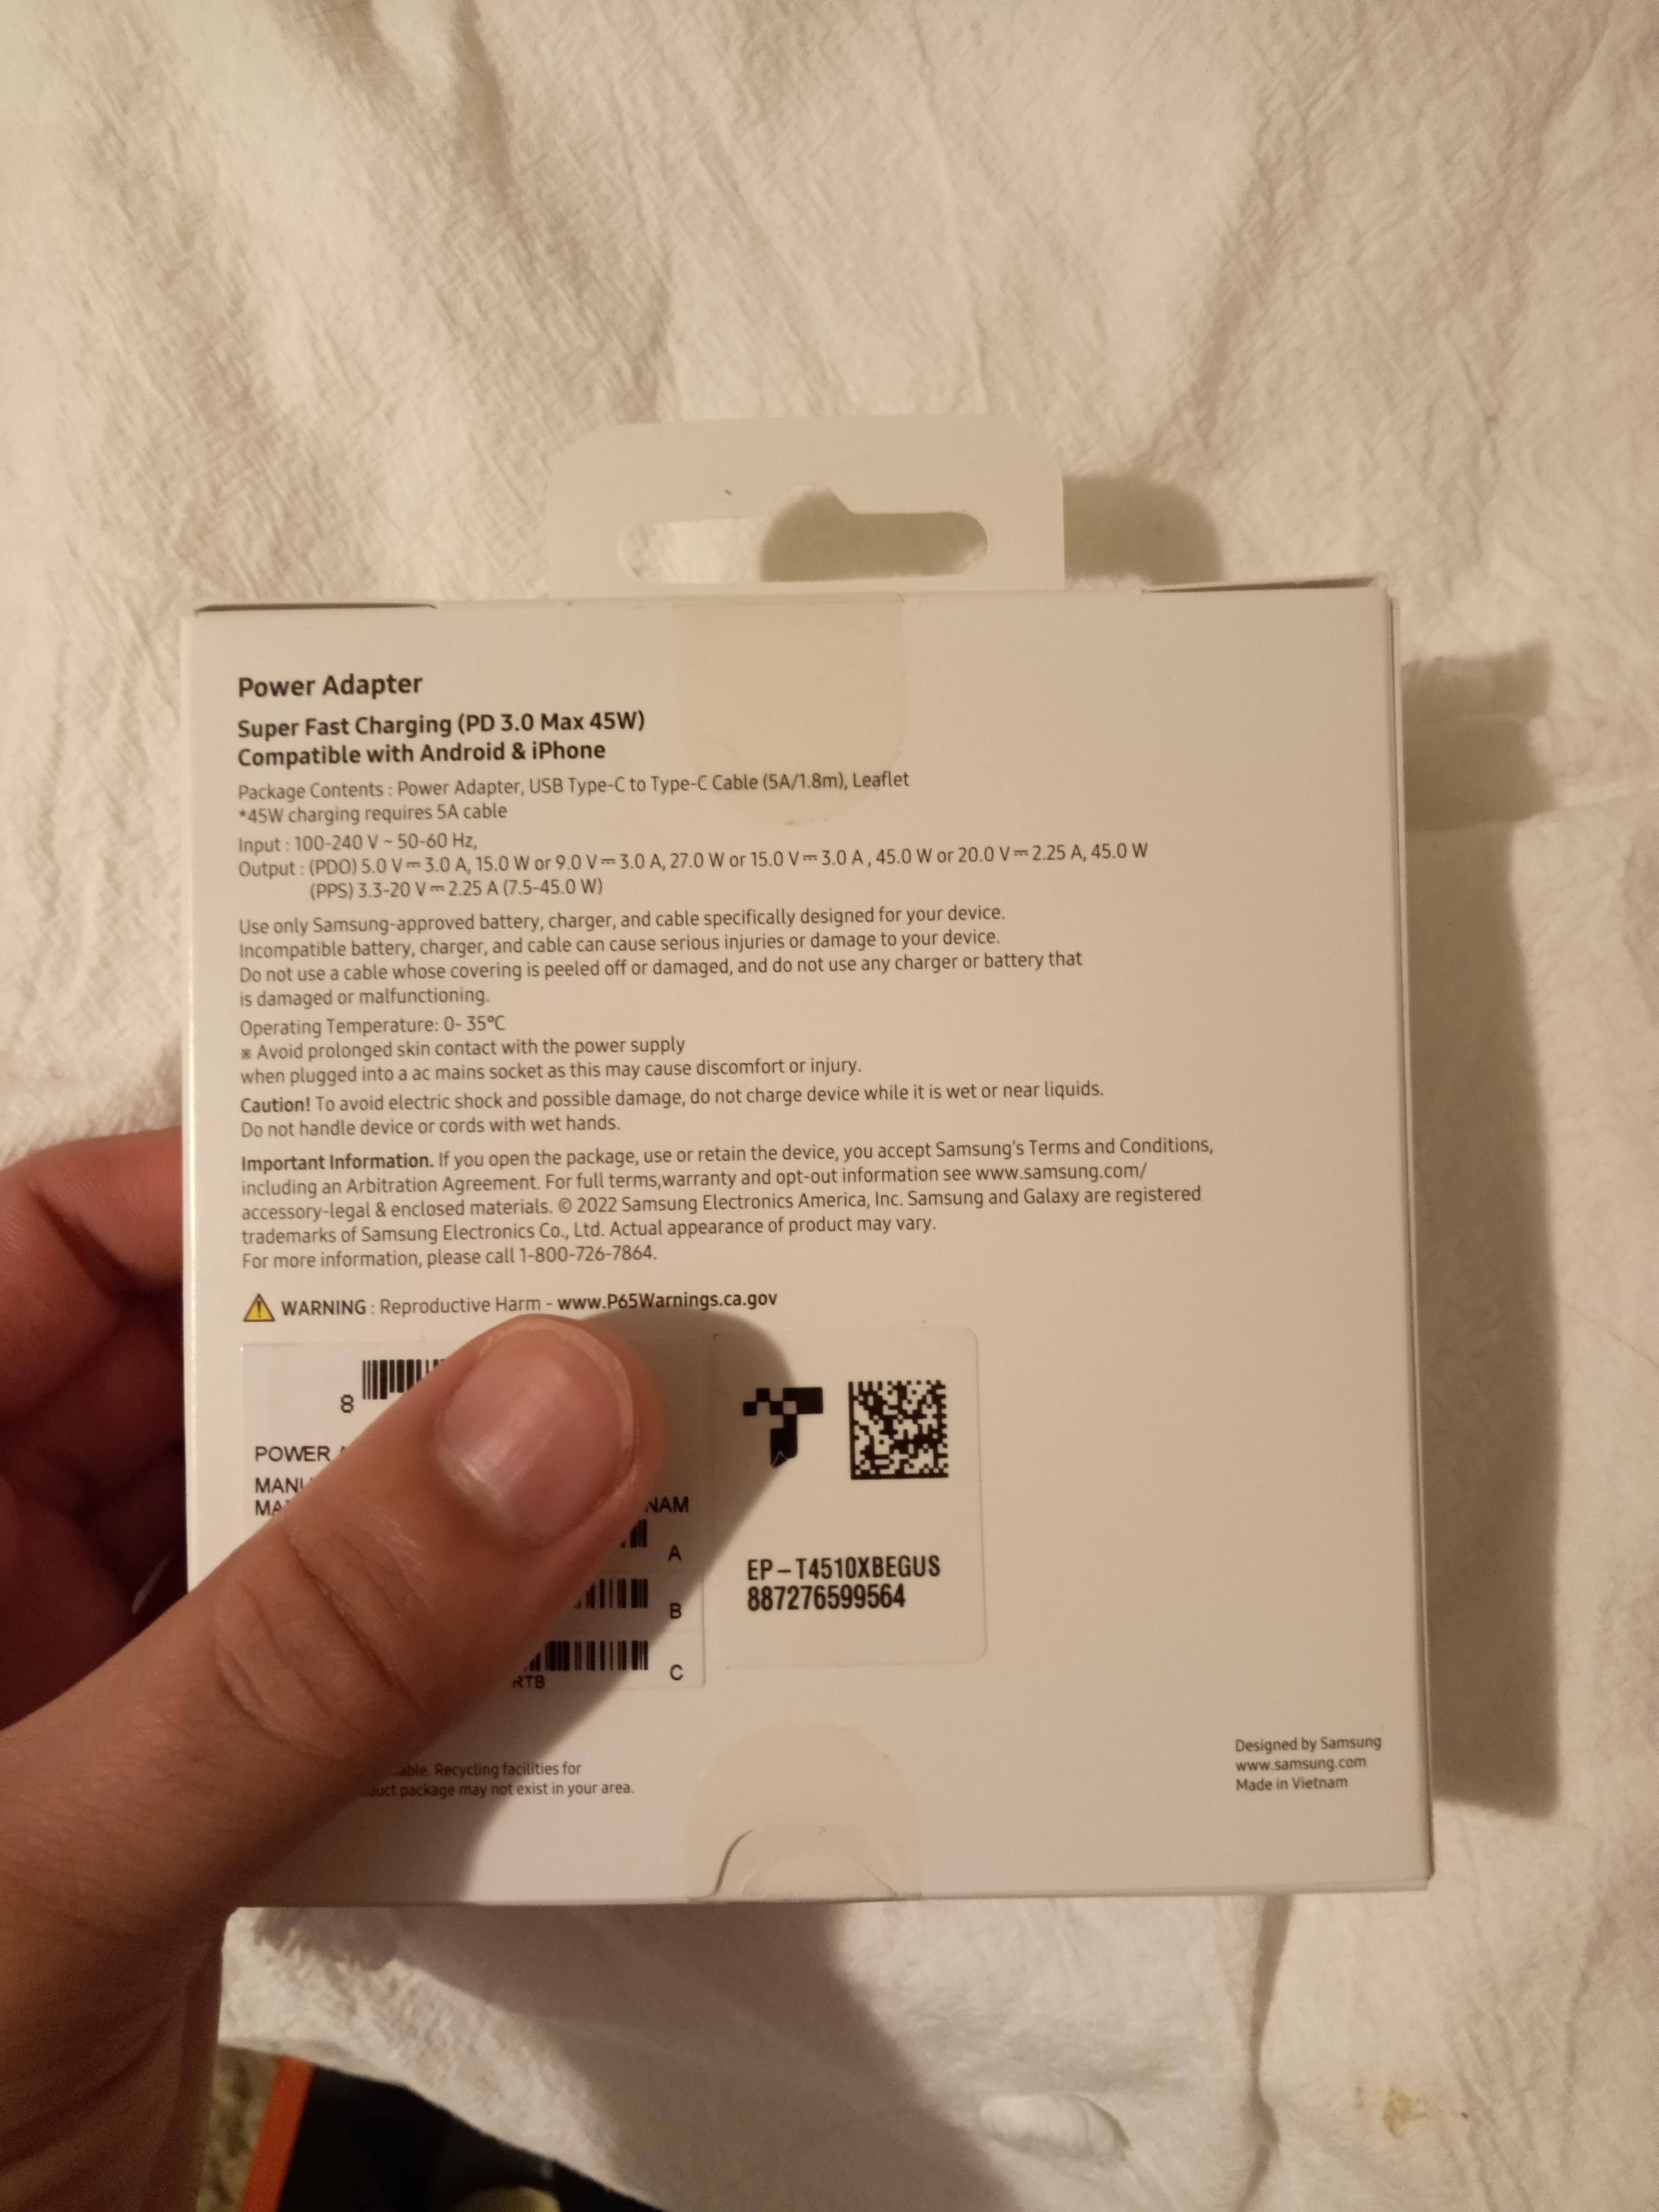 Power Adapter
Super Fast Charging (PD 3.0 Max 45W)
Compatible with Android & iPhone
Package Contents : Power Adapter, USB Type-C to Type-C Cable (5A/1.8m), Leaflet
*45W charging requires 5A cable
Input : 100-240 V ~ 50-60 Hz,
Output : (PDO) 5.0 V⎓3.0 A, 15.0 W or 9.0 V⎓3.0 A, 27.0 W or 15.0 V⎓3.0 A , 45.0 W or 20.0 V⎓2.25 A, 45.0 W
(PPS) 3.3-20 V⎓2.25 A (7.5-45.0 W)
Use only Samsung-approved battery, charger, and cable specifically designed for your device.
Incompatible battery, charger, and cable can cause serious injuries or damage to your device.
Do not use a cable whose covering is peeled off or damaged, and do not use any charger or battery that
is damaged or malfunctioning.
Operating Temperature: 0- 35°C
※ Avoid prolonged skin contact with the power supply
when plugged into a ac mains socket as this may cause discomfort or injury.
Caution! To avoid electric shock and possible damage, do not charge device while it is wet or near liquids.
Do not handle device or cords with wet hands.
Important Information. If you open the package, use or retain the device, you accept Samsung's Terms and Conditions,
including an Arbitration Agreement. For full terms,warranty and opt-out information see www.samsung.com/
accessory-legal & enclosed materials. © 2022 Samsung Electronics America, Inc. Samsung and Galaxy are registered
trademarks of Samsung Electronics Co., Ltd. Actual appearance of product may vary.
For more information, please call 1-800-726-7864.
WARNING : Reproductive Harm - www.P65Warnings.ca.gov
8
POWER
A
B
C
EP-T4510XBEGUS
887276599564
Recycling facilities for
package may not exist in your area.
Designed by Samsung
www.samsung.com
Made in Vietnam